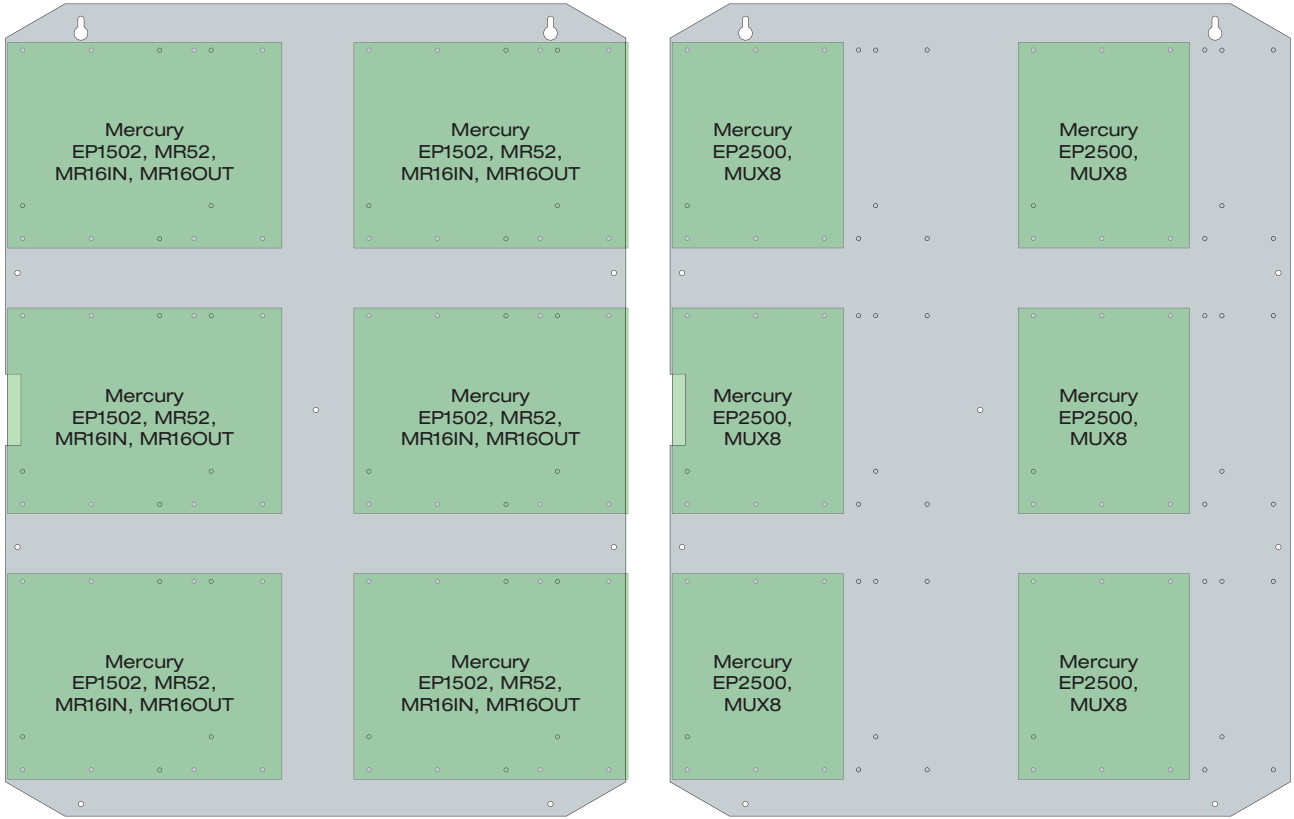 Mercury
EP1502, MR52,
MR16IN, MR16OUT
Mercury
EP1502, MR52,
MR16IN, MR16OUT
Mercury
EP2500,
MUX8
Mercury
EP2500,
MUX8
Mercury
EP1502, MR52,
MR16IN, MR16OUT
Mercury
EP1502, MR52,
MR16IN, MR16OUT
Mercury
EP2500,
MUX8
Mercury
EP2500,
MUX8
Mercury
EP1502, MR52,
MR16IN, MR16OUT
Mercury
EP1502, MR52,
MR16IN, MR16OUT
Mercury
EP2500,
MUX8
Mercury
EP2500,
MUX8